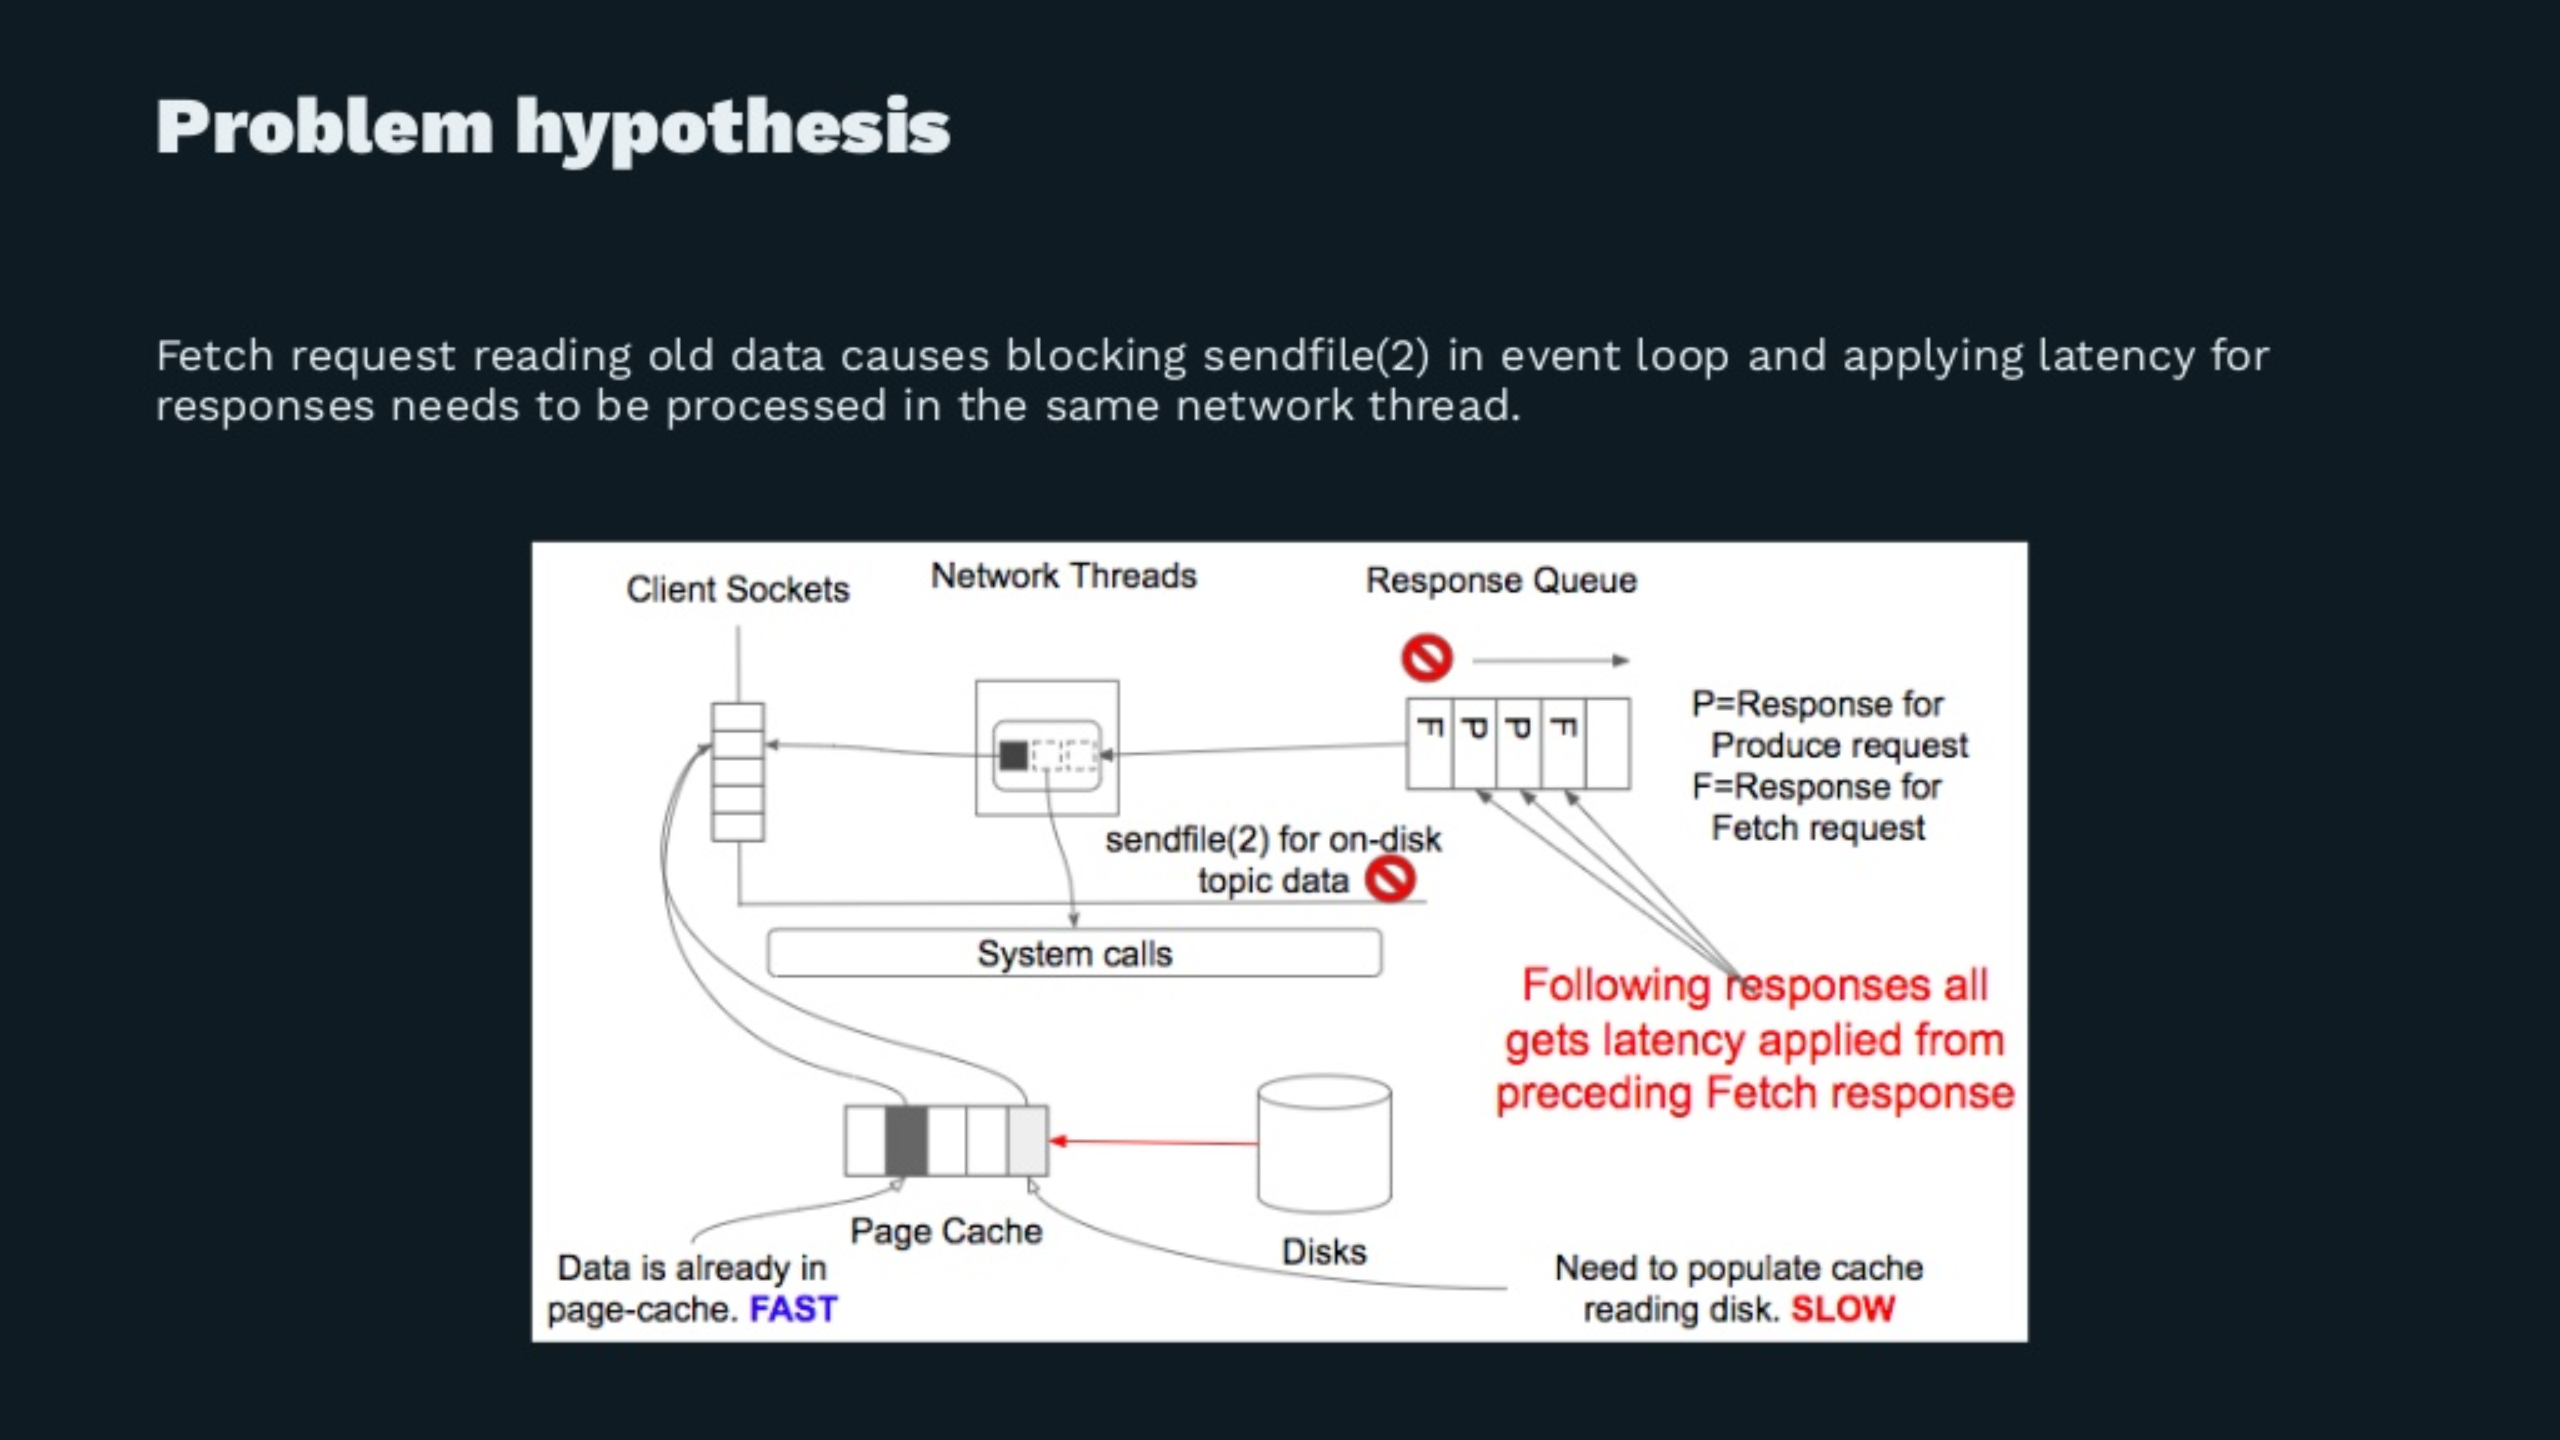 Problem hypothesis
Fetch request reading old data causes blocking sendfile(2) in event loop and applying latency for
responses needs to be processed in the same network thread.
Client Sockets
Network Threads
Response Queue
F P P F
P=Response for
Produce request
F=Response for
Fetch request
sendfile(2) for on-disk
topic data
System calls
Following responses all
gets latency applied from
preceding Fetch response
Page Cache
Disks
Data is already in
page-cache. FAST
Need to populate cache
reading disk. SLOW